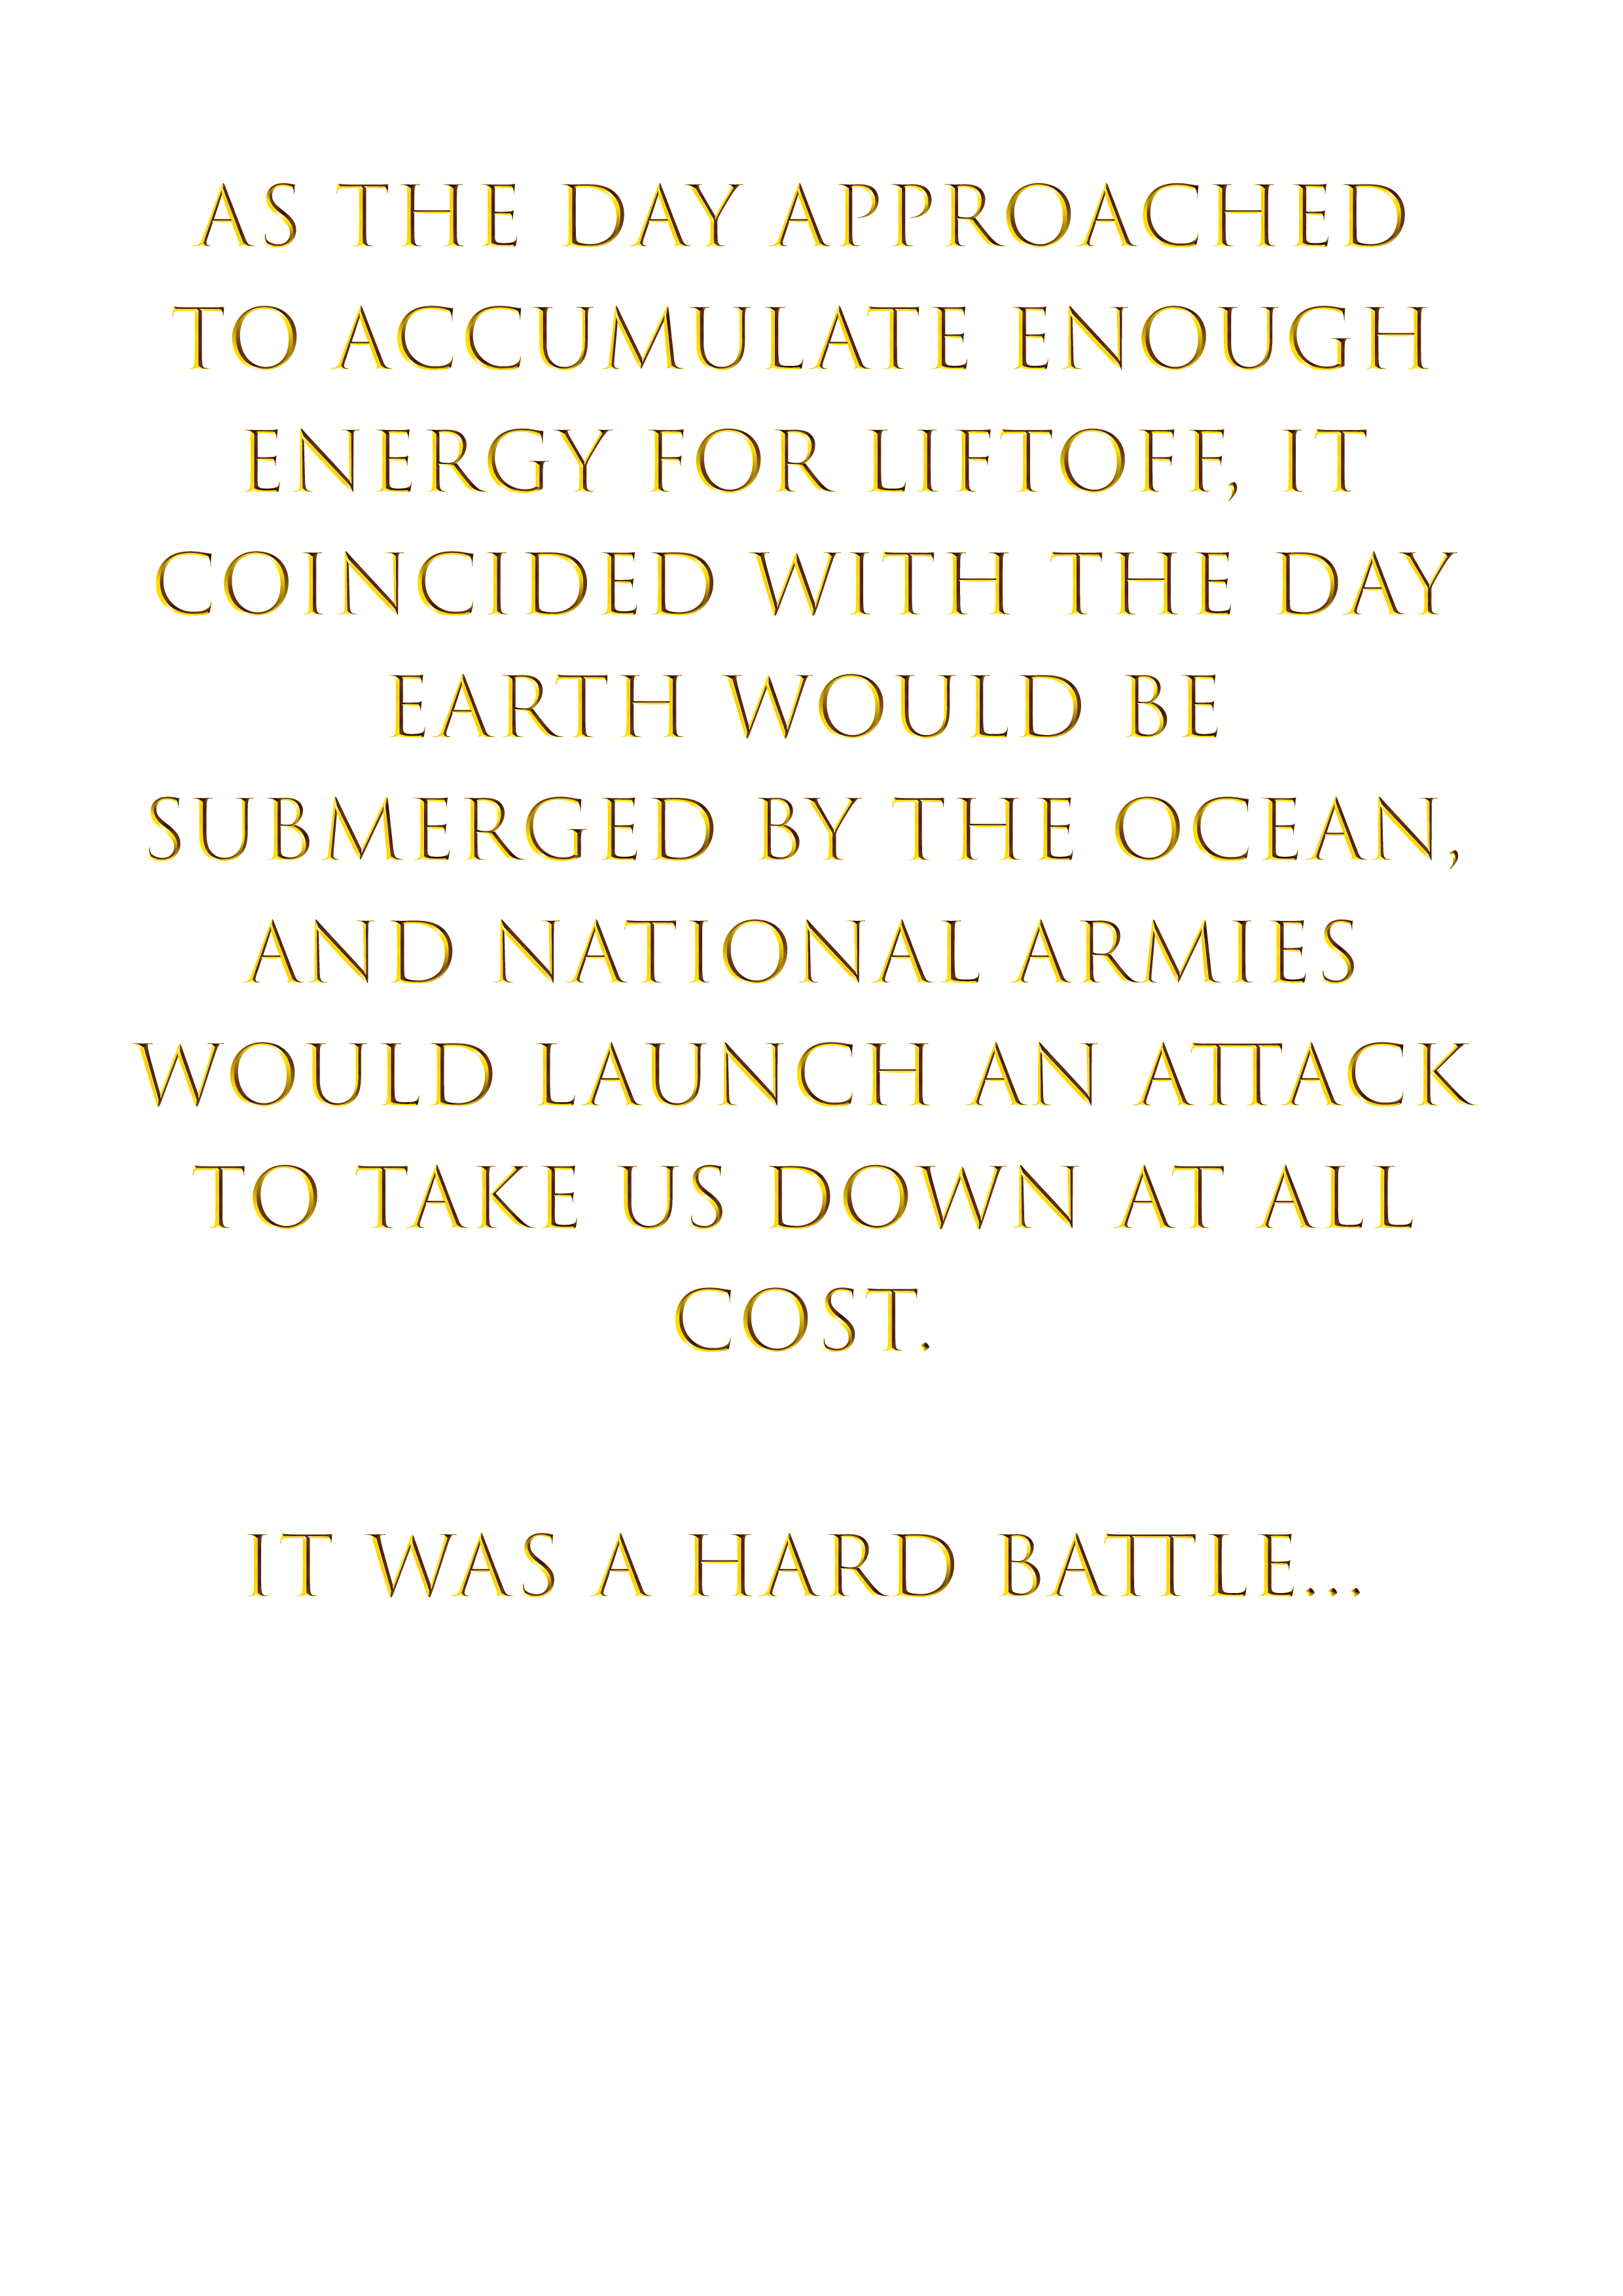 AS THE DAY APPROACHED
TO ACCUMULATE ENOUGH
ENERGY FOR LIFTOFF, IT
COINCIDED WITH THE DAY
EARTH WOULD BE
SUBMERGED BY THE OCEAN,
AND NATIONAL ARMIES
WOULD LAUNCH AN ATTACK
TO TAKE US DOWN AT ALL
COST.
IT WAS A HARD BATTLE...